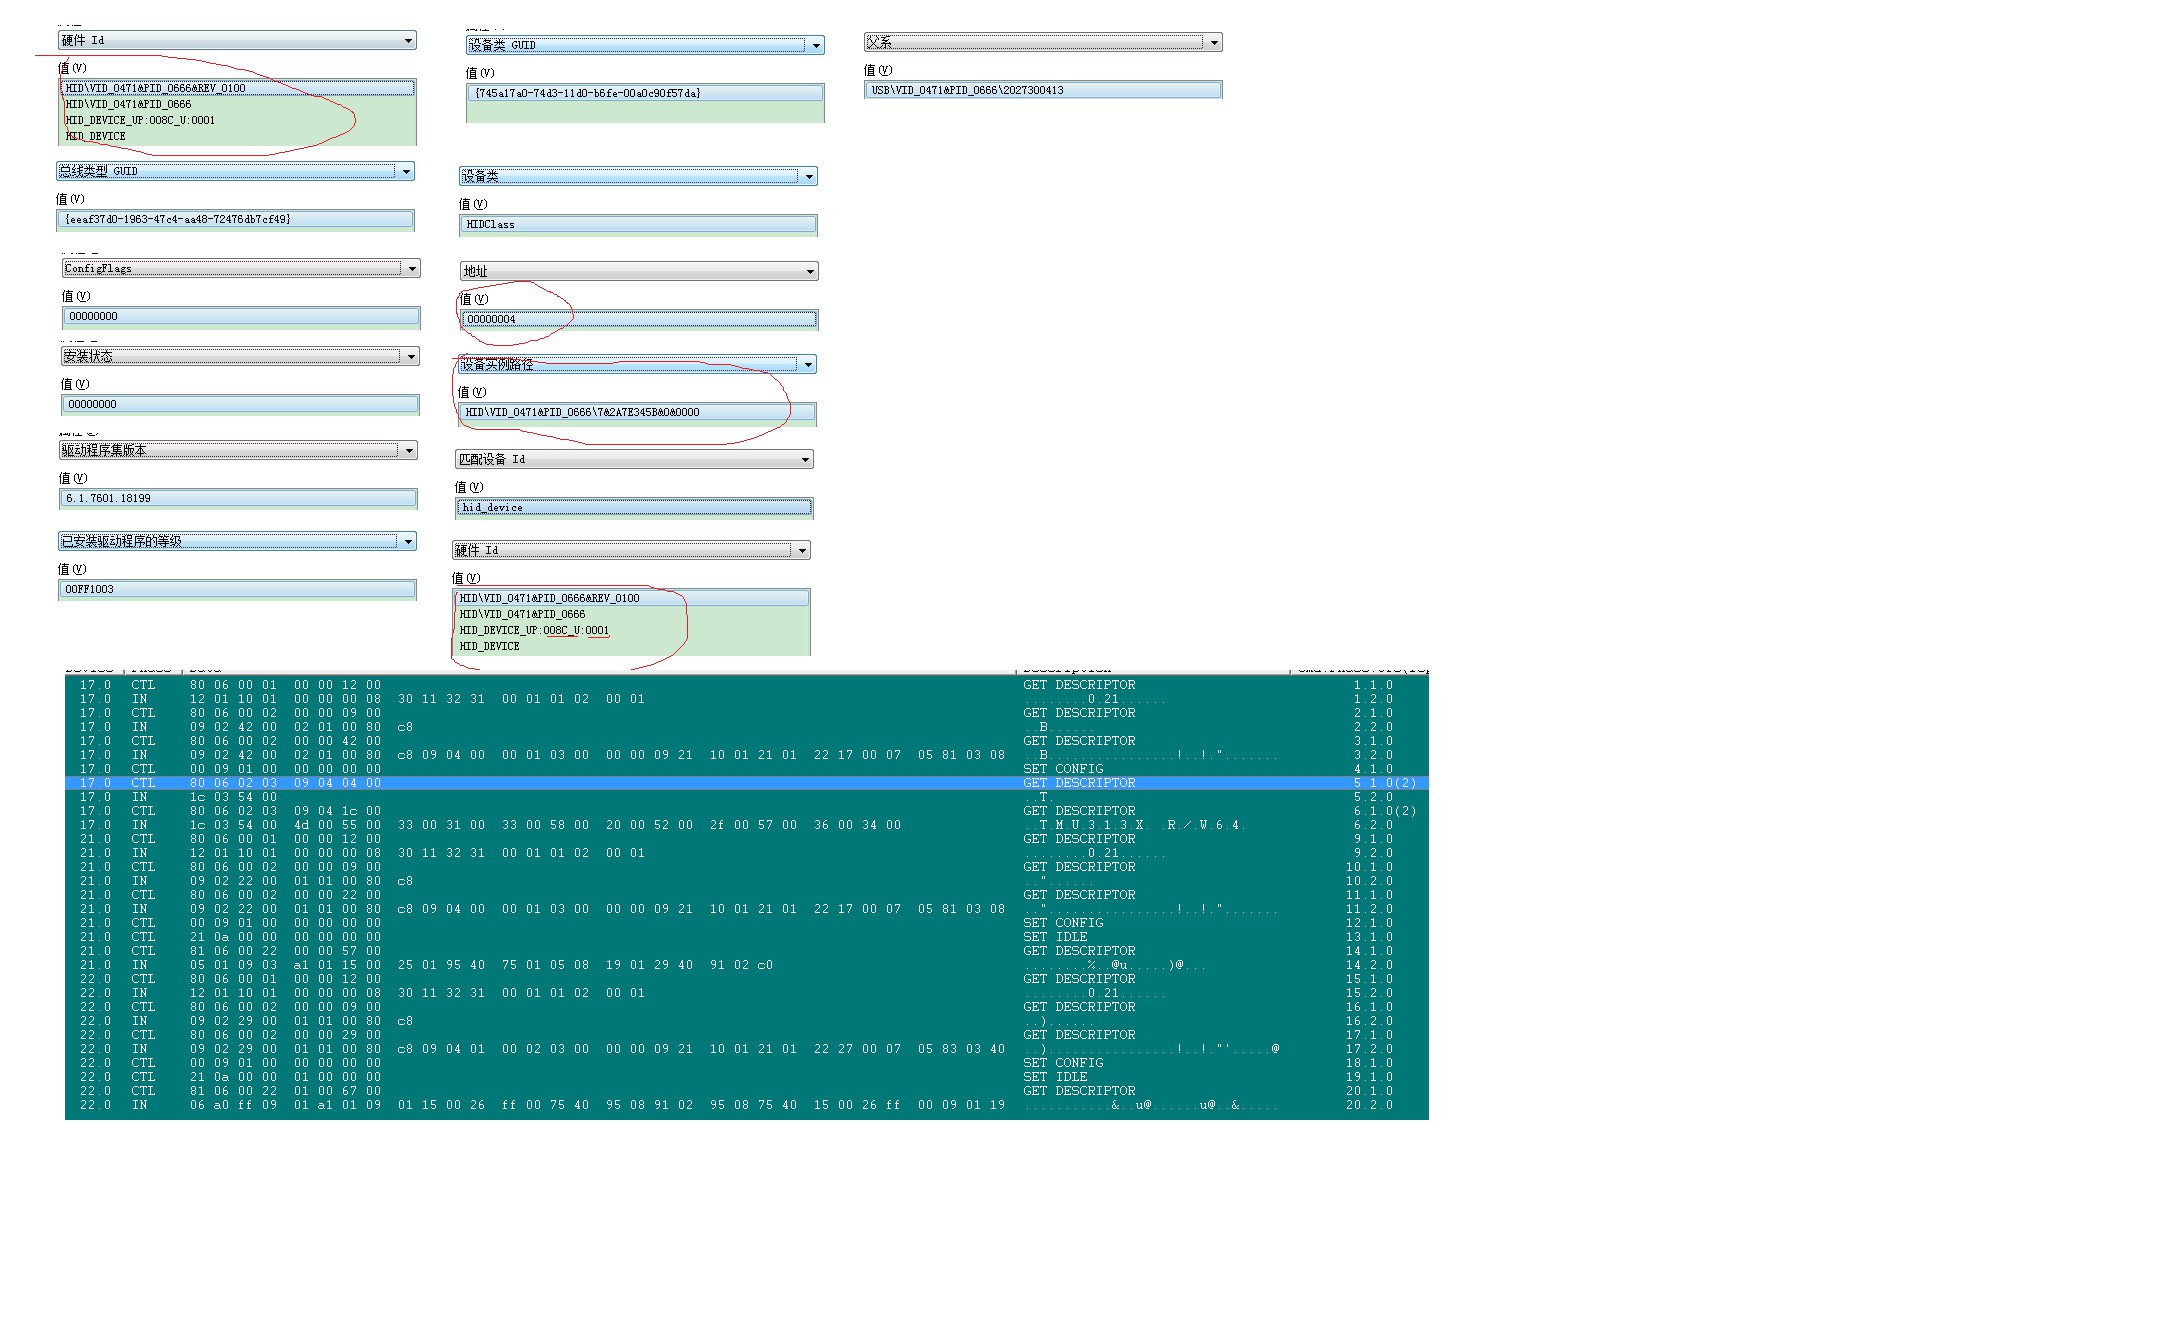 硬件 Id
值(V)
HID\VID_0471&PID_0666&REV_0100
HID\VID_0471&PID_0666
HID_DEVICE_UP:008C_U:0001
HID_DEVICE
总线类型 GUID
值(V)
{eeaf37d0-1963-47c4-aa48-72476db7cf49}
ConfigFlags
值(V)
00000000
安装状态
值(V)
00000000
驱动程序集版本
值(V)
6.1.7601.18199
已安装驱动程序的等级
值(V)
00FF1003
设备类 GUID
值(V)
{745a17a0-74d3-11d0-b6fe-00a0c90f57da}
设备类
值(V)
HIDClass
地址
值(V)
00000004
设备实例路径
值(V)
HID\VID_0471&PID_0666\7&2A7E345B&0&0000
匹配设备 Id
值(V)
hid_device
硬件 Id
值(V)
HID\VID_0471&PID_0666&REV_0100
HID\VID_0471&PID_0666
HID_DEVICE_UP:008C_U:0001
HID_DEVICE
父系
值(V)
USB\VID_0471&PID_0666\2027300413
17.0 CTL 80 06 00 01 00 00 12 00 GET DESCRIPTOR 1.1.0
17.0 IN 12 01 10 01 00 00 00 08 30 11 32 31 00 01 01 02 00 01 ........0.21...... 1.2.0
17.0 CTL 80 06 00 02 00 00 09 00 GET DESCRIPTOR 2.1.0
17.0 IN 09 02 42 00 02 01 00 80 c8 ..B...... 2.2.0
17.0 CTL 80 06 00 02 00 00 42 00 GET DESCRIPTOR 3.1.0
17.0 IN 09 02 42 00 02 01 00 80 c8 09 04 00 00 01 03 00 00 00 09 21 10 01 21 01 22 17 00 07 05 81 03 08 ..B................!..!."....... 3.2.0
17.0 CTL 00 09 01 00 00 00 00 00 SET CONFIG 4.1.0
17.0 CTL 80 06 02 03 09 04 04 00 GET DESCRIPTOR 5.1.0(2)
17.0 IN 1c 03 54 00 ..T. 5.2.0
17.0 CTL 80 06 02 03 09 04 1c 00 GET DESCRIPTOR 6.1.0(2)
17.0 IN 1c 03 54 00 4d 00 55 00 33 00 31 00 33 00 58 00 20 00 52 00 2f 00 57 00 36 00 34 00 ..T.M.U.3.1.3.X. .R./.W.6.4. 6.2.0
21.0 CTL 80 06 00 01 00 00 12 00 GET DESCRIPTOR 9.1.0
21.0 IN 12 01 10 01 00 00 00 08 30 11 32 31 00 01 01 02 00 01 ........0.21...... 9.2.0
21.0 CTL 80 06 00 02 00 00 09 00 GET DESCRIPTOR 10.1.0
21.0 IN 09 02 22 00 01 01 00 80 c8 .."...... 10.2.0
21.0 CTL 80 06 00 02 00 00 22 00 GET DESCRIPTOR 11.1.0
21.0 IN 09 02 22 00 01 01 00 80 c8 09 04 00 00 01 03 00 00 00 09 21 10 01 21 01 22 17 00 07 05 81 03 08 .."................!..!."....... 11.2.0
21.0 CTL 00 09 01 00 00 00 00 00 SET CONFIG 12.1.0
21.0 CTL 21 0a 00 00 00 00 00 00 SET IDLE 13.1.0
21.0 CTL 81 06 00 22 00 00 57 00 GET DESCRIPTOR 14.1.0
21.0 IN 05 01 09 03 a1 01 15 00 25 01 95 40 75 01 05 08 19 01 29 40 91 02 c0 ........%..@u.....)@... 14.2.0
22.0 CTL 80 06 00 01 00 00 12 00 GET DESCRIPTOR 15.1.0
22.0 IN 12 01 10 01 00 00 00 08 30 11 32 31 00 01 01 02 00 01 ........0.21...... 15.2.0
22.0 CTL 80 06 00 02 00 00 09 00 GET DESCRIPTOR 16.1.0
22.0 IN 09 02 29 00 01 01 00 80 c8 ..)...... 16.2.0
22.0 CTL 80 06 00 02 00 00 29 00 GET DESCRIPTOR 17.1.0
22.0 IN 09 02 29 00 01 01 00 80 c8 09 04 01 00 02 03 00 00 00 09 21 10 01 21 01 22 27 00 07 05 83 03 40 ..)................!..!."'.....@ 17.2.0
22.0 CTL 00 09 01 00 00 00 00 00 SET CONFIG 18.1.0
22.0 CTL 21 0a 00 00 01 00 00 00 SET IDLE 19.1.0
22.0 CTL 81 06 00 22 01 00 67 00 GET DESCRIPTOR 20.1.0
22.0 IN 06 a0 ff 09 01 a1 01 09 01 15 00 26 ff 00 75 40 95 08 91 02 95 08 75 40 15 00 26 ff 00 09 01 19 ...........&..u@......u@..&..... 20.2.0